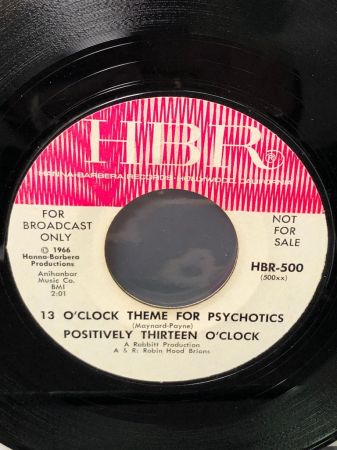 HBR®
HANNA-BARBERA RECORDS · HOLLYWOOD, CALIFORNIA
FOR
BROADCAST
ONLY
© 1966
Hanna-Barbera
Productions
Anihanbar
Music Co.
BMI
2:01
NOT
FOR
SALE
HBR-500
(500xx)
13 O'CLOCK THEME FOR PSYCHOTICS
(Maynard-Payne)
POSITIVELY THIRTEEN O'CLOCK
A Rabbitt Production
A & R: Robin Hood Brians